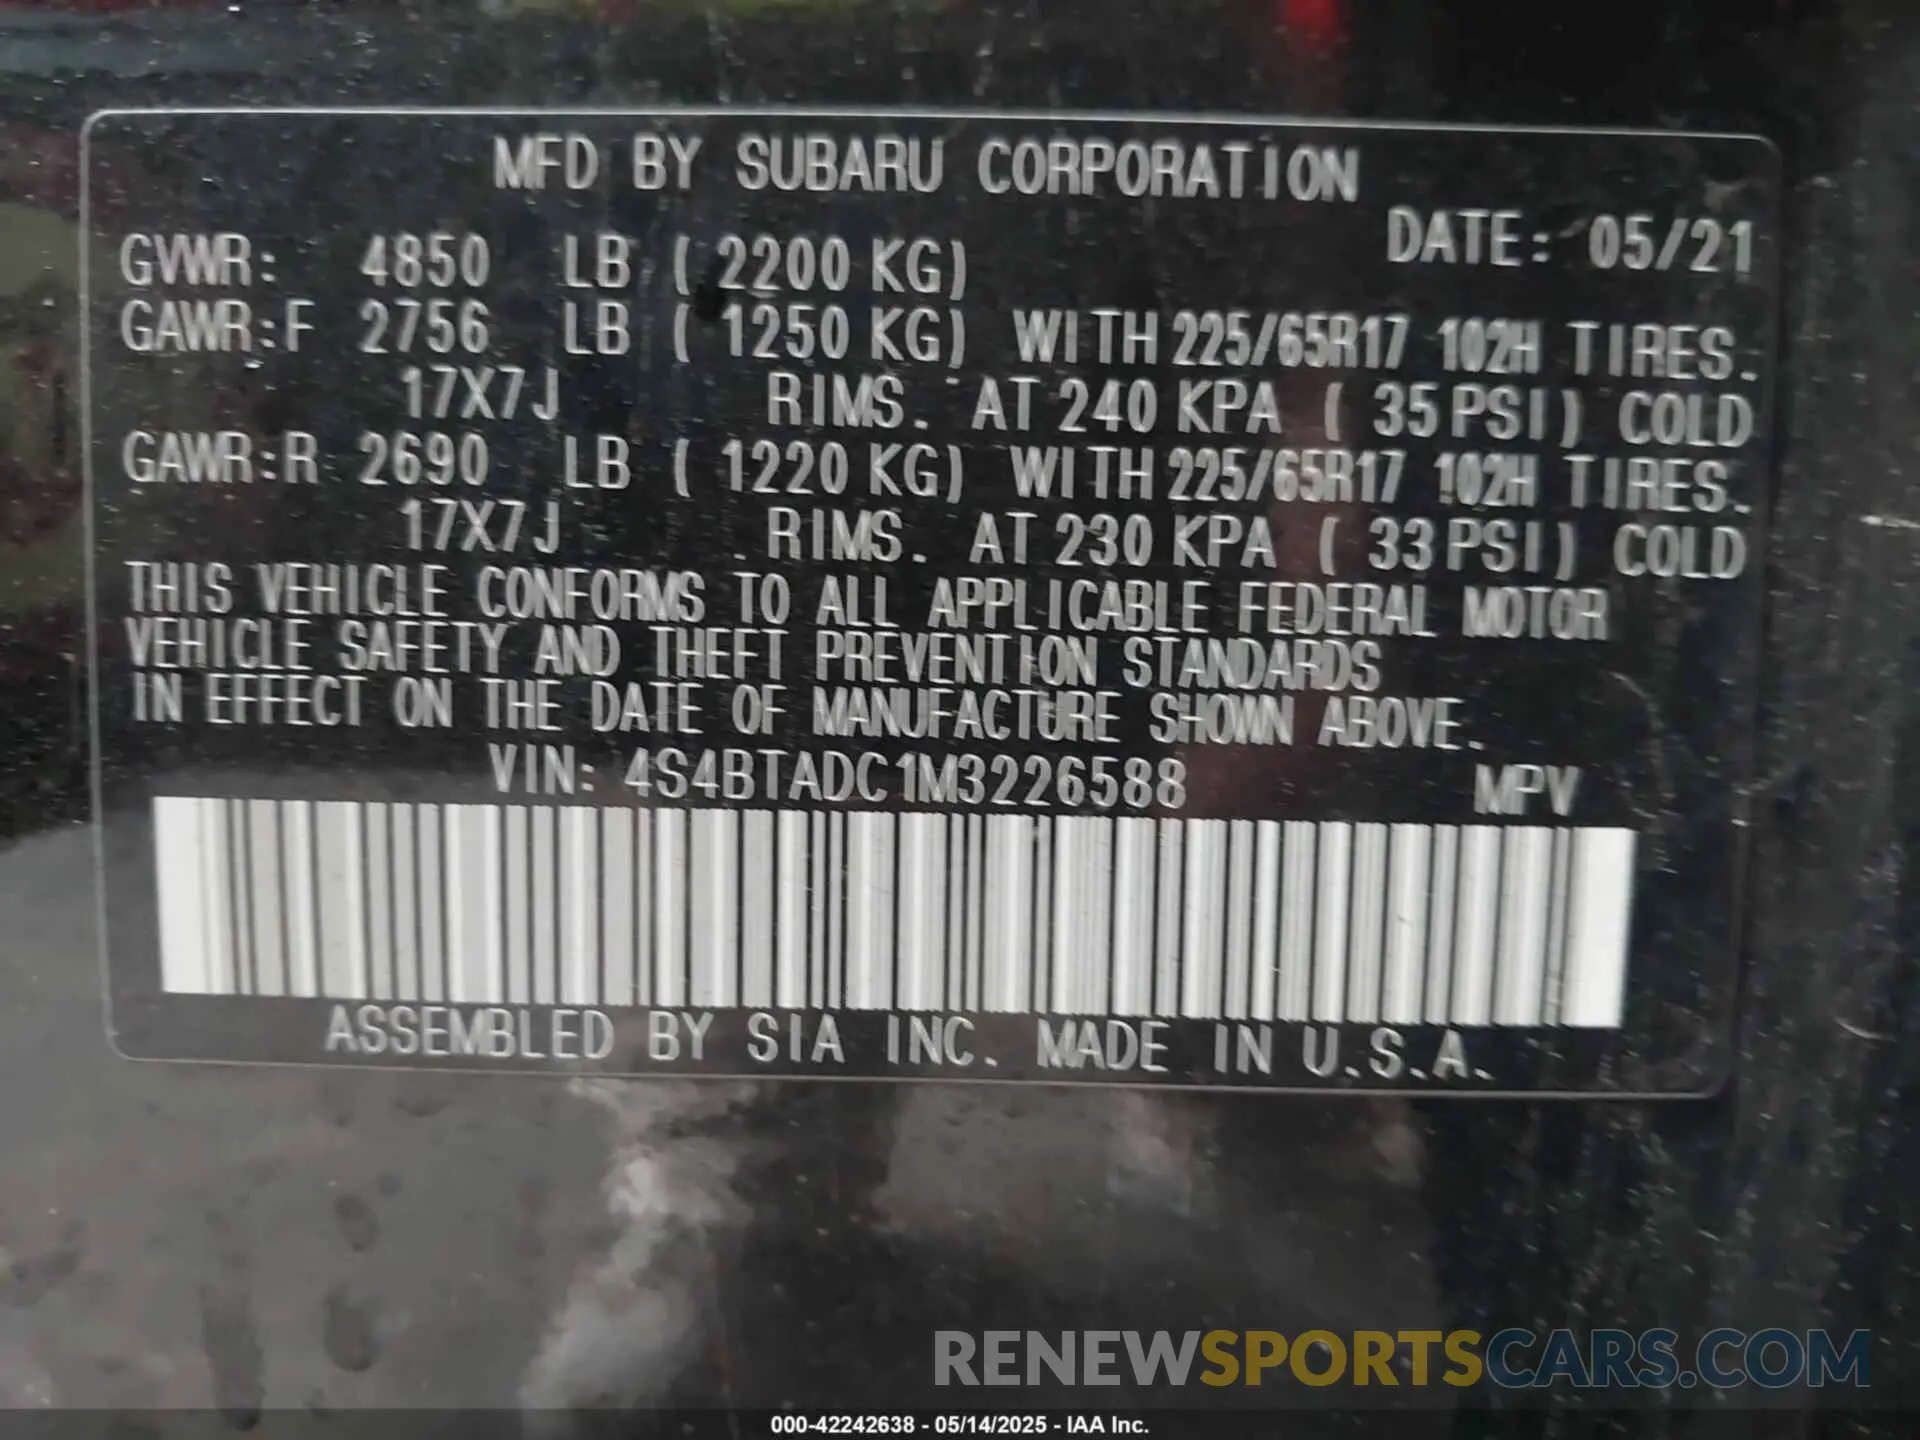 MFD BY SUBARU CORPORATION
DATE: 05/21
GVWR: 4850 LB ( 2200 KG)
GAWR:F 2756 LB ( 1250 KG) WITH 225/65R17 102H TIRES.
17X7J RIMS. AT 240 KPA ( 35 PSI) COLD
GAWR:R 2690 LB ( 1220 KG) WITH 225/65R17 102H TIRES.
17X7J RIMS. AT 230 KPA ( 33 PSI) COLD
THIS VEHICLE CONFORMS TO ALL APPLICABLE FEDERAL MOTOR
VEHICLE SAFETY AND THEFT PREVENTION STANDARDS
IN EFFECT ON THE DATE OF MANUFACTURE SHOWN ABOVE.
VIN: 4S4BTADC1M3226588 MPV
ASSEMBLED BY SIA INC. MADE IN U.S.A.
RENEWSPORTSCARS.COM
000-42242638 - 05/14/2025 - IAA Inc.